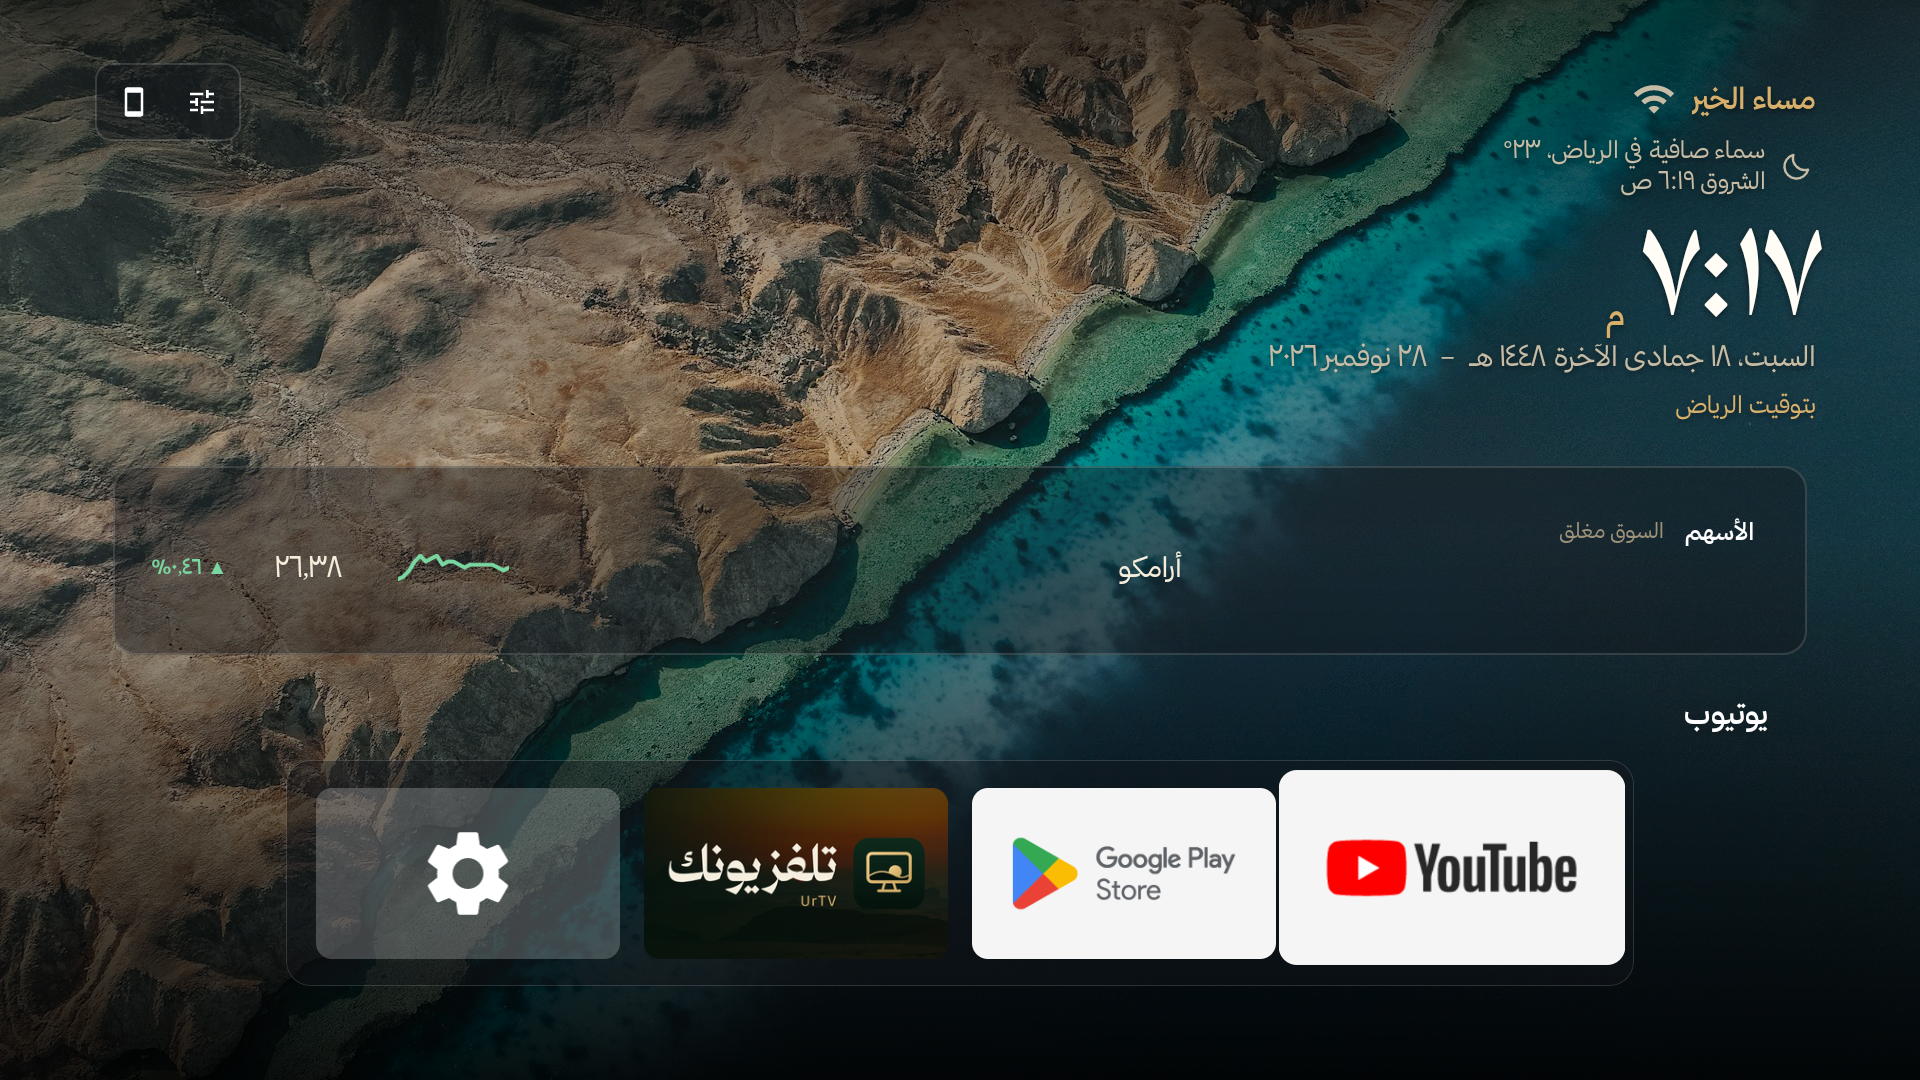 مساء الخير
سماء صافية في الرياض، ٢٣°
الشروق ٦:١٩ ص
٧:١٧ م
السبت، ١٨ جمادى الآخرة ١٤٤٨ هـ – ٢٨ نوفمبر ٢٠٢٦
بتوقيت الرياض
الأسهم السوق مغلق
أرامكو ٢٦,٣٨ ▲ ٠,٤٦%
يوتيوب
YouTube
Google Play
Store
تلفزيونك
UrTV